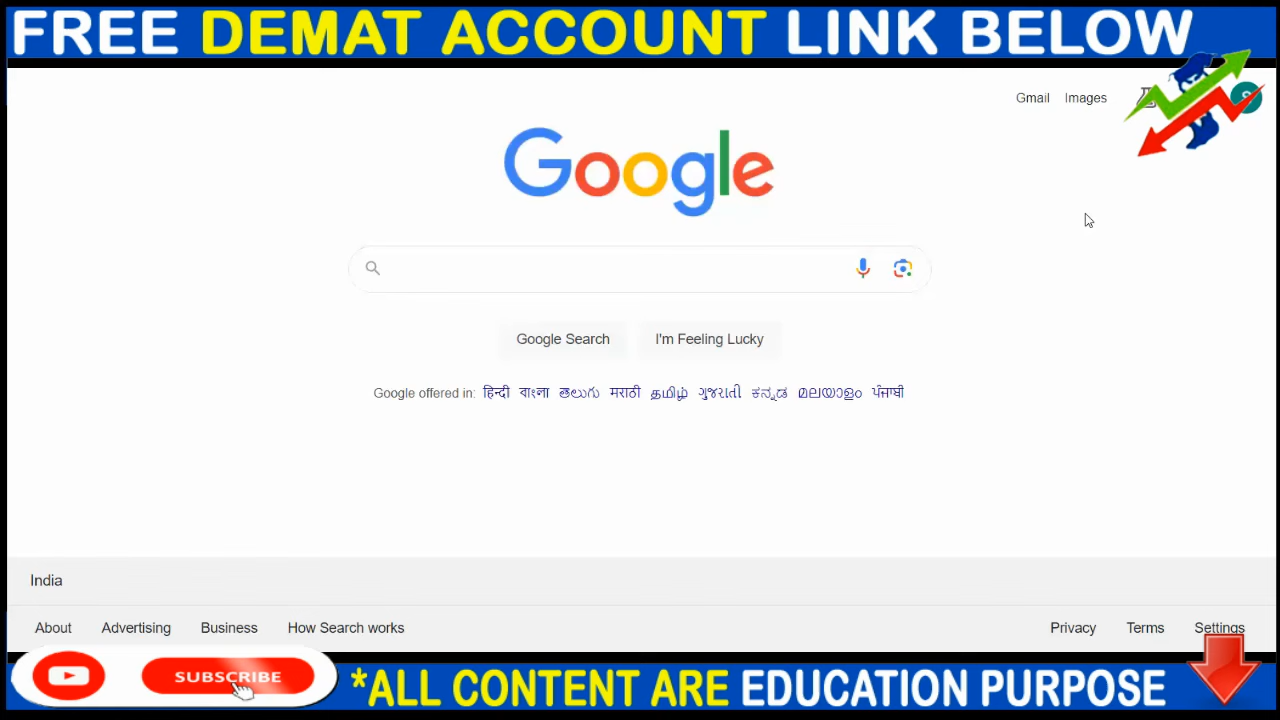 FREE DEMAT ACCOUNT LINK BELOW
Gmail Images
Google
Google Search I'm Feeling Lucky
Google offered in: हिन्दी বাংলা తెలుగు मराठी தமிழ் ગુજરાતી ಕನ್ನಡ മലയാളം ਪੰਜਾਬੀ
India
About Advertising Business How Search works Privacy Terms Settings
SUBSCRIBE
*ALL CONTENT ARE EDUCATION PURPOSE